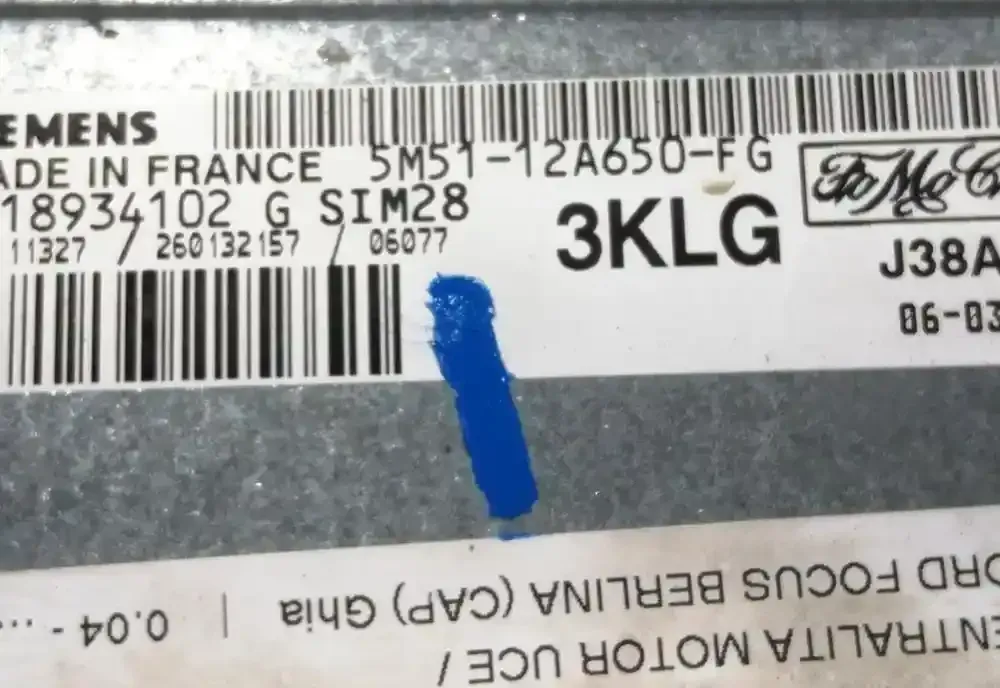 EMENS
ADE IN FRANCE 5M51-12A650-FG
18934102 G SIM28
11327 / 260132157 / 06077
3KLG
FoMoC
J38A
06-03
ENTRALITA MOTOR UCE /
ORD FOCUS BERLINA (CAP) Ghia | 0.04 - ...